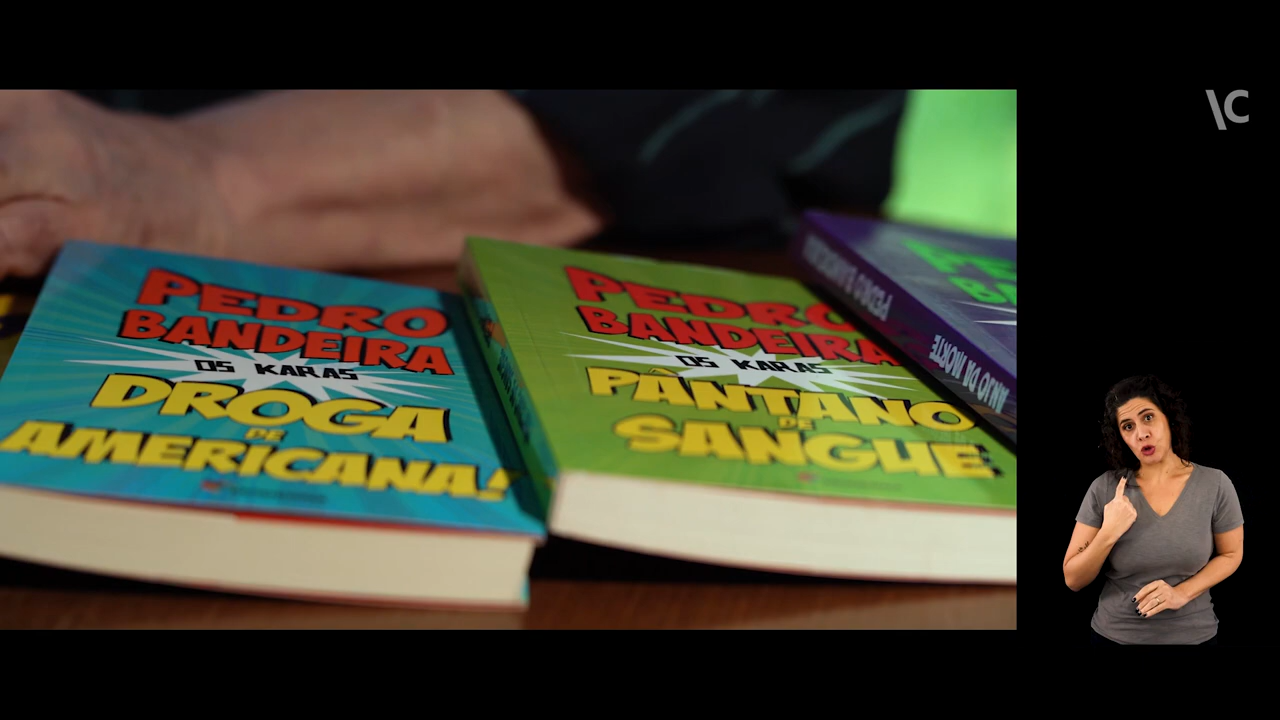 PEDRO
BANDEIRA
OS KARAS
DROGA
DE
AMERICANA!
PEDRO
BANDEIRA
OS KARAS
PÂNTANO
DE
SANGUE
PEDRO BANDEIRA
ANJO DA MORTE
\C